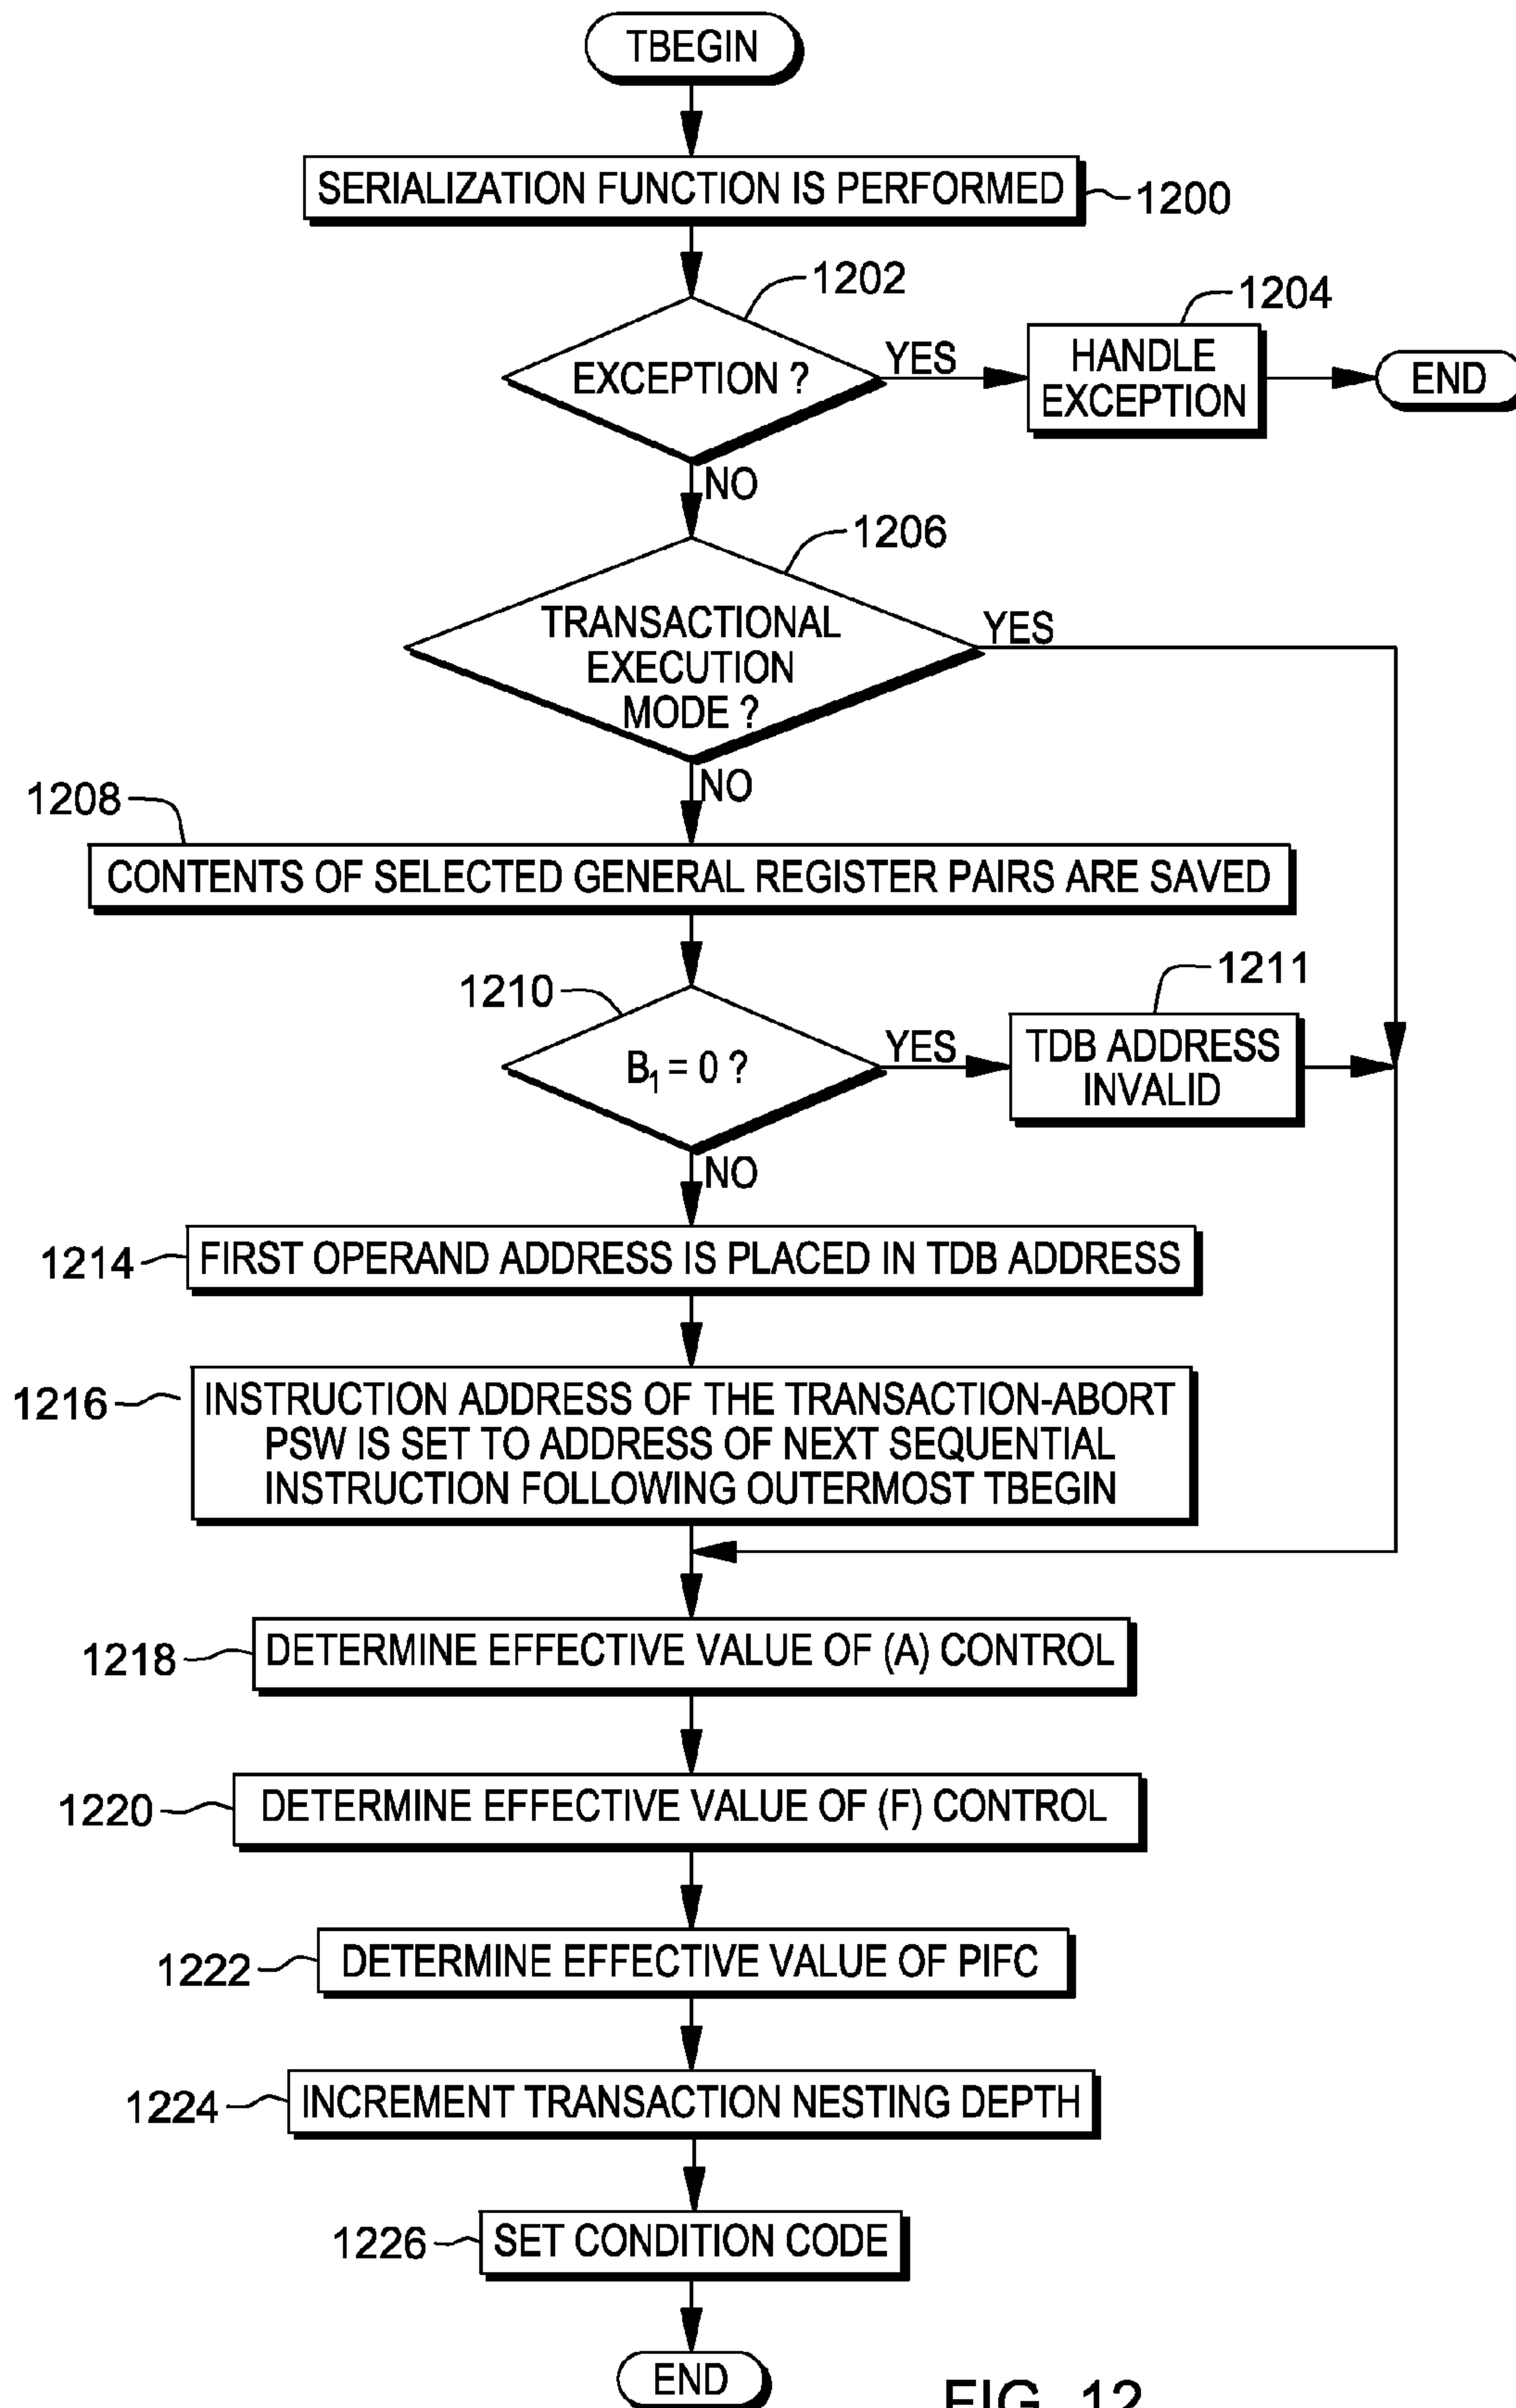 TBEGIN
SERIALIZATION FUNCTION IS PERFORMED
1200
1202
EXCEPTION ?
YES
1204
HANDLE
EXCEPTION
END
NO
1206
TRANSACTIONAL
EXECUTION
MODE ?
YES
NO
1208
CONTENTS OF SELECTED GENERAL REGISTER PAIRS ARE SAVED
1210
B₁ = 0 ?
YES
1211
TDB ADDRESS
INVALID
NO
1214
FIRST OPERAND ADDRESS IS PLACED IN TDB ADDRESS
1216
INSTRUCTION ADDRESS OF THE TRANSACTION-ABORT
PSW IS SET TO ADDRESS OF NEXT SEQUENTIAL
INSTRUCTION FOLLOWING OUTERMOST TBEGIN
1218
DETERMINE EFFECTIVE VALUE OF (A) CONTROL
1220
DETERMINE EFFECTIVE VALUE OF (F) CONTROL
1222
DETERMINE EFFECTIVE VALUE OF PIFC
1224
INCREMENT TRANSACTION NESTING DEPTH
1226
SET CONDITION CODE
END
FIG. 12